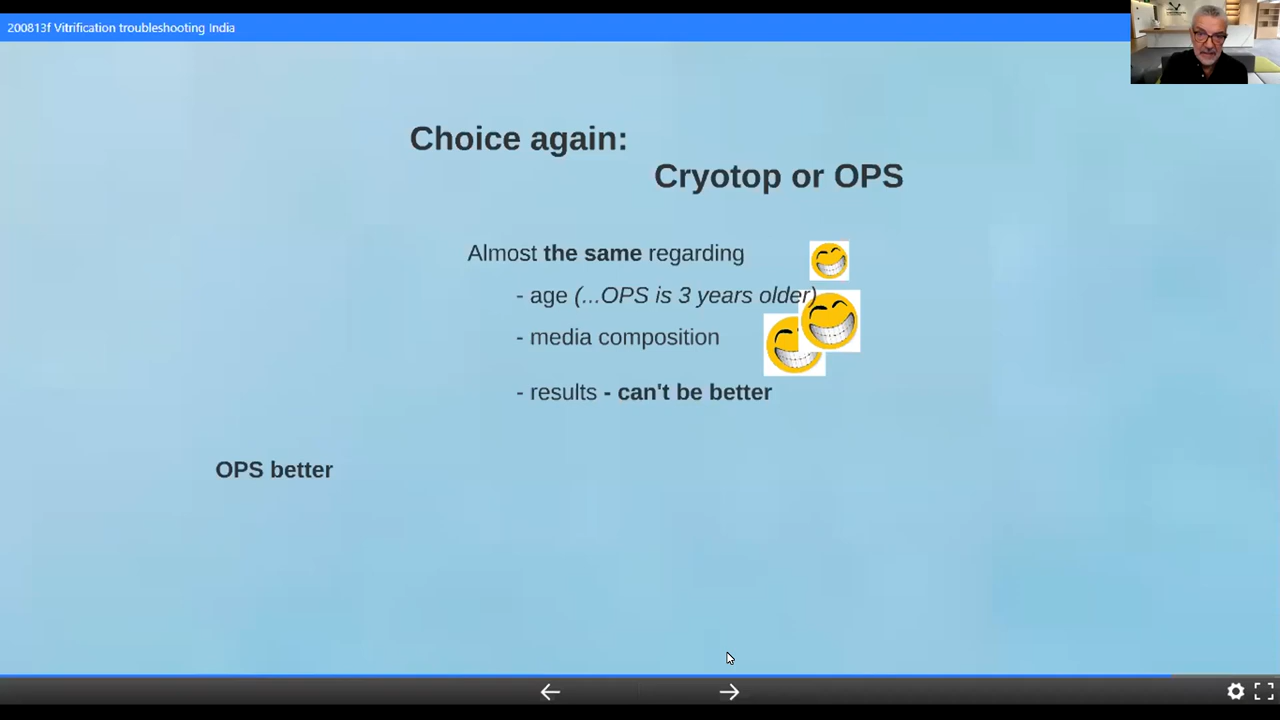 200813f Vitrification troubleshooting India
Choice again:
Cryotop or OPS
Almost the same regarding
- age (...OPS is 3 years older)
- media composition
- results - can't be better
OPS better